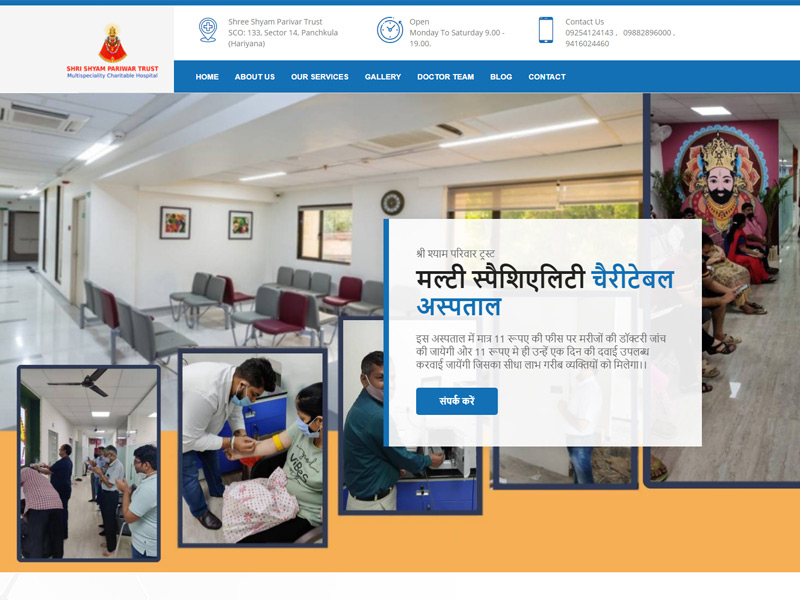 SHRI SHYAM PARIWAR TRUST
Multispeciality Charitable Hospital
Shree Shyam Parivar Trust
SCO: 133, Sector 14, Panchkula
(Hariyana)
Open
Monday To Saturday 9.00 -
19.00.
Contact Us
09254124143 , 09882896000 ,
9416024460
HOME ABOUT US OUR SERVICES GALLERY DOCTOR TEAM BLOG CONTACT
श्री श्याम परिवार ट्रस्ट
मल्टी स्पैशिएलिटी चैरीटेबल
अस्पताल
इस अस्पताल में मात्र 11 रूपए की फीस पर मरीजों की डॉक्टरी जांच
की जायेगी और 11 रूपए मे ही उन्हें एक दिन की दवाई उपलब्ध
करवाई जायेंगी जिसका सीधा लाभ गरीब व्यक्तियों को मिलेगा।।
संपर्क करें
VIBES